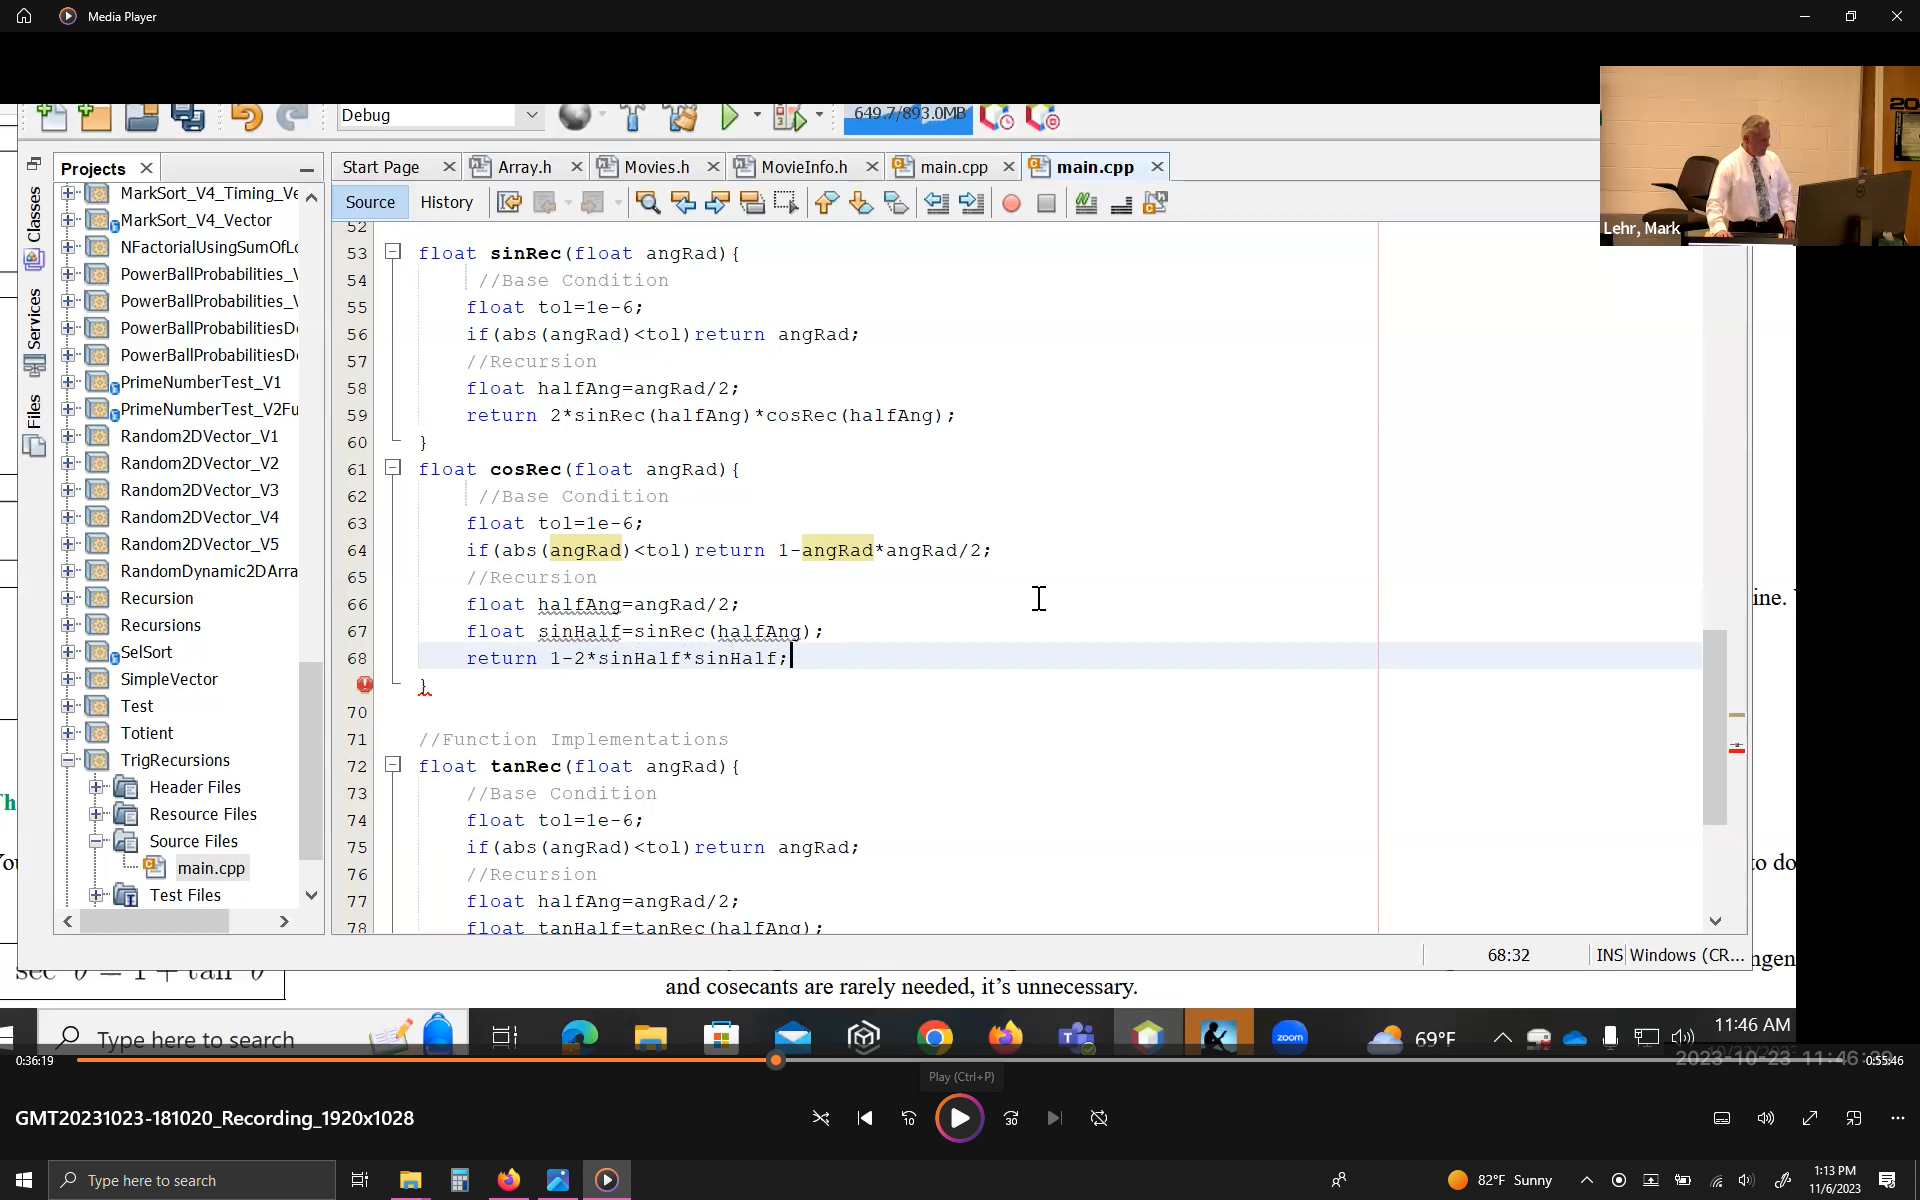 Media Player
Debug
649.7/893.0MB
Projects
Start Page
Array.h
Movies.h
MovieInfo.h
main.cpp
main.cpp
Source
History
Classes
Services
Files
MarkSort_V4_Timing_Ve
MarkSort_V4_Vector
NFactorialUsingSumOfLo
PowerBallProbabilities_V
PowerBallProbabilities_V
PowerBallProbabilitiesDe
PowerBallProbabilitiesDe
PrimeNumberTest_V1
PrimeNumberTest_V2Fu
Random2DVector_V1
Random2DVector_V2
Random2DVector_V3
Random2DVector_V4
Random2DVector_V5
RandomDynamic2DArra
Recursion
Recursions
SelSort
SimpleVector
Test
Totient
TrigRecursions
Header Files
Resource Files
Source Files
main.cpp
Test Files
52
53 float sinRec(float angRad){
54 //Base Condition
55 float tol=1e-6;
56 if(abs(angRad)<tol)return angRad;
57 //Recursion
58 float halfAng=angRad/2;
59 return 2*sinRec(halfAng)*cosRec(halfAng);
60 }
61 float cosRec(float angRad){
62 //Base Condition
63 float tol=1e-6;
64 if(abs(angRad)<tol)return 1-angRad*angRad/2;
65 //Recursion
66 float halfAng=angRad/2;
67 float sinHalf=sinRec(halfAng);
68 return 1-2*sinHalf*sinHalf;
}
70
71 //Function Implementations
72 float tanRec(float angRad){
73 //Base Condition
74 float tol=1e-6;
75 if(abs(angRad)<tol)return angRad;
76 //Recursion
77 float halfAng=angRad/2;
78 float tanHalf=tanRec(halfAng);
68:32
INS
Windows (CR...
Lehr, Mark
20
ine.
Th
You
to do
ngen
and cosecants are rarely needed, it's unnecessary.
Type here to search
zoom
69°F
11:46 AM
0:36:19
0:55:46
Play (Ctrl+P)
GMT20231023-181020_Recording_1920x1028
10
30
Type here to search
82°F Sunny
1:13 PM
11/6/2023